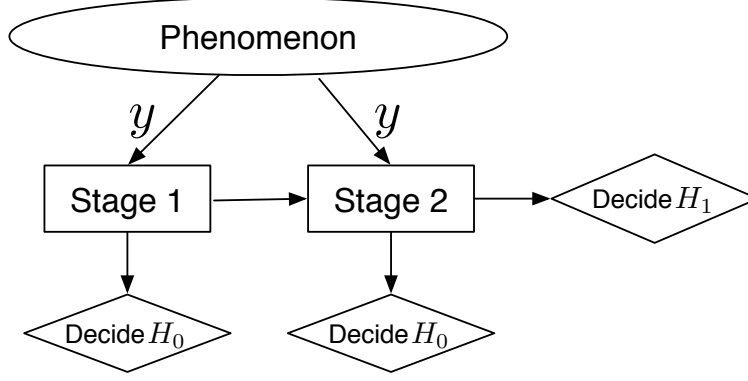 Phenomenon
y
y
Stage 1
Stage 2
Decide H₁
Decide H₀
Decide H₀